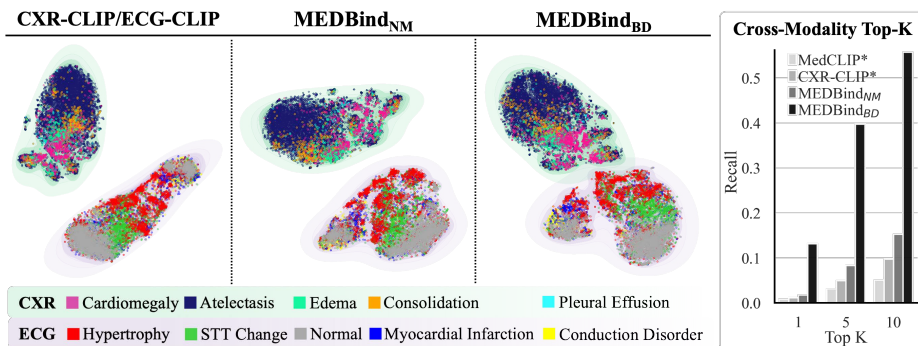 CXR-CLIP/ECG-CLIP
MEDBind_NM
MEDBind_BD
CXR Cardiomegaly Atelectasis Edema Consolidation Pleural Effusion
ECG Hypertrophy STT Change Normal Myocardial Infarction Conduction Disorder
Cross-Modality Top-K
MedCLIP*
CXR-CLIP*
MEDBind_NM
MEDBind_BD
Recall
0.5
0.4
0.3
0.2
0.1
0.0
1 5 10
Top K